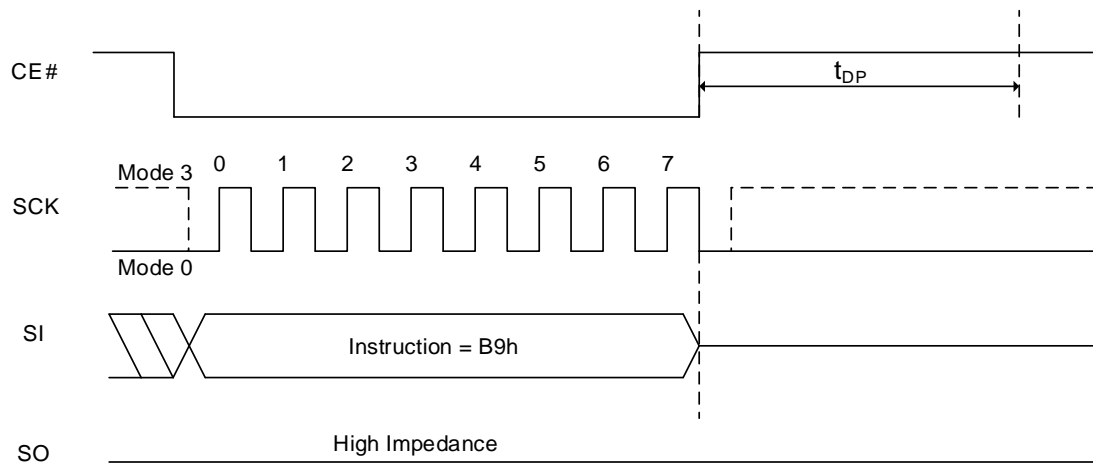 CE#
tDP
Mode 3
0 1 2 3 4 5 6 7
SCK
Mode 0
SI
Instruction = B9h
High Impedance
SO